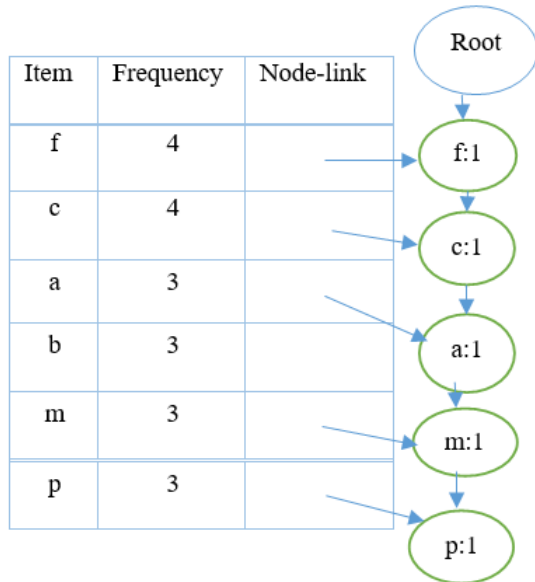 Root
Item Frequency Node-link
f 4 f:1
c 4 c:1
a 3
b 3 a:1
m 3 m:1
p 3
p:1